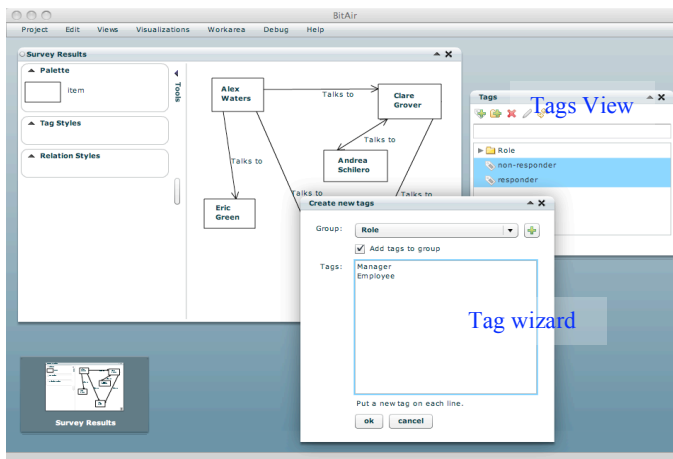 BitAir
Project Edit Views Visualizations Workarea Debug Help
Survey Results
Palette
item
Tools
Tag Styles
Relation Styles
Alex
Waters
Talks to
Clare
Grover
Talks to
Andrea
Schilero
Talks to
Talks to
Talks to
Eric
Green
Tags
Tags View
Role
non-responder
responder
Create new tags
Group: Role
Add tags to group
Tags: Manager
Employee
Tag wizard
Put a new tag on each line.
ok cancel
Survey Results